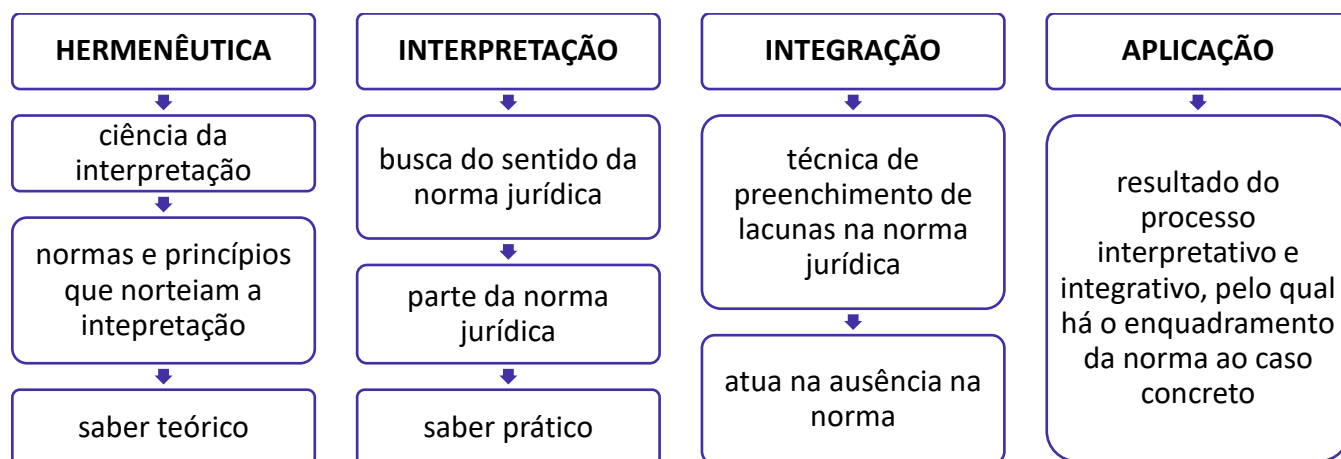 HERMENÊUTICA
ciência da
interpretação
normas e princípios
que norteiam a
intepretação
saber teórico
INTERPRETAÇÃO
busca do sentido da
norma jurídica
parte da norma
jurídica
saber prático
INTEGRAÇÃO
técnica de
preenchimento de
lacunas na norma
jurídica
atua na ausência na
norma
APLICAÇÃO
resultado do
processo
interpretativo e
integrativo, pelo qual
há o enquadramento
da norma ao caso
concreto